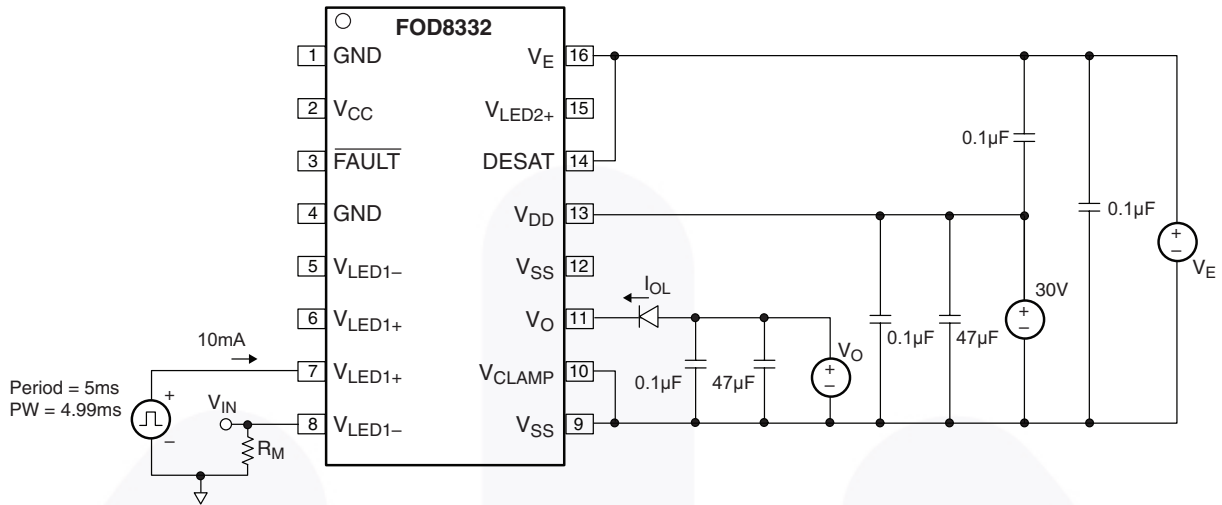 FOD8332
1 GND
2 VCC
3 FAULT
4 GND
5 VLED1–
6 VLED1+
7 VLED1+
8 VLED1–
VE 16
VLED2+ 15
DESAT 14
VDD 13
VSS 12
VO 11
VCLAMP 10
VSS 9
10mA
Period = 5ms
PW = 4.99ms
+
–
VIN
RM
IOL
0.1µF
47µF
VO
+
–
0.1µF
47µF
30V
+
–
0.1µF
0.1µF
+
–
VE